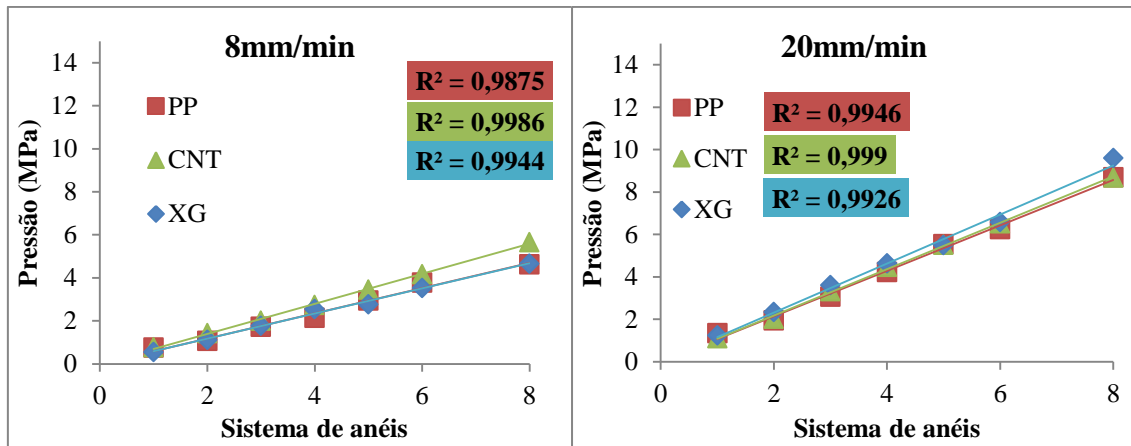 8mm/min
14
12
10
8
6
4
2
0
Pressão (MPa)
PP
CNT
XG
R² = 0,9875
R² = 0,9986
R² = 0,9944
0 2 4 6 8
Sistema de anéis
20mm/min
14
12
10
8
6
4
2
0
Pressão (MPa)
PP
CNT
XG
R² = 0,9946
R² = 0,999
R² = 0,9926
0 2 4 6 8
Sistema de anéis